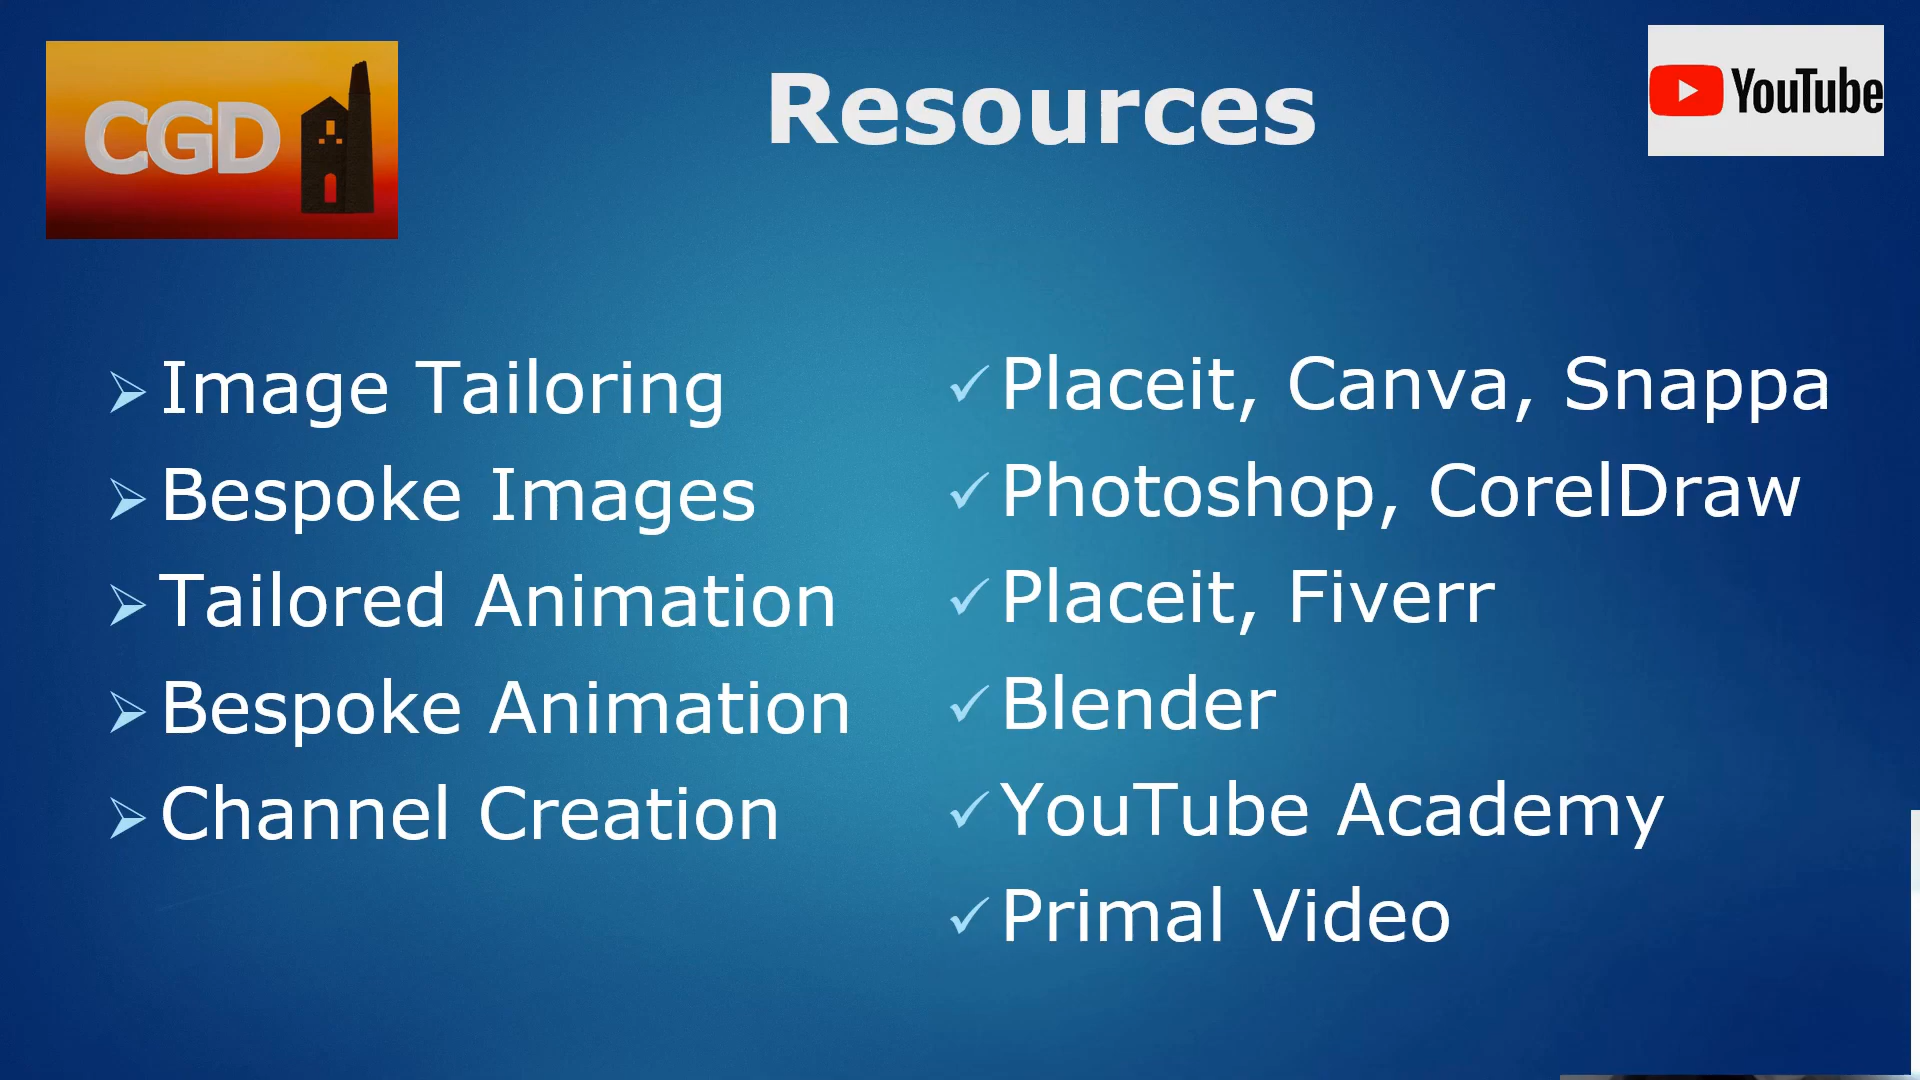 CGD
Resources
YouTube
Image Tailoring
Bespoke Images
Tailored Animation
Bespoke Animation
Channel Creation
Placeit, Canva, Snappa
Photoshop, CorelDraw
Placeit, Fiverr
Blender
YouTube Academy
Primal Video